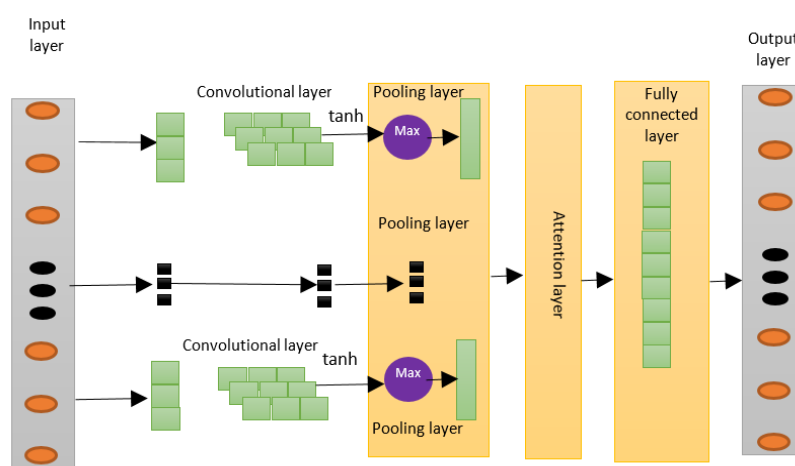 Input
layer
Convolutional layer
tanh
Pooling layer
Max
Pooling layer
Convolutional layer
tanh
Max
Pooling layer
Attention layer
Fully
connected
layer
Output
layer